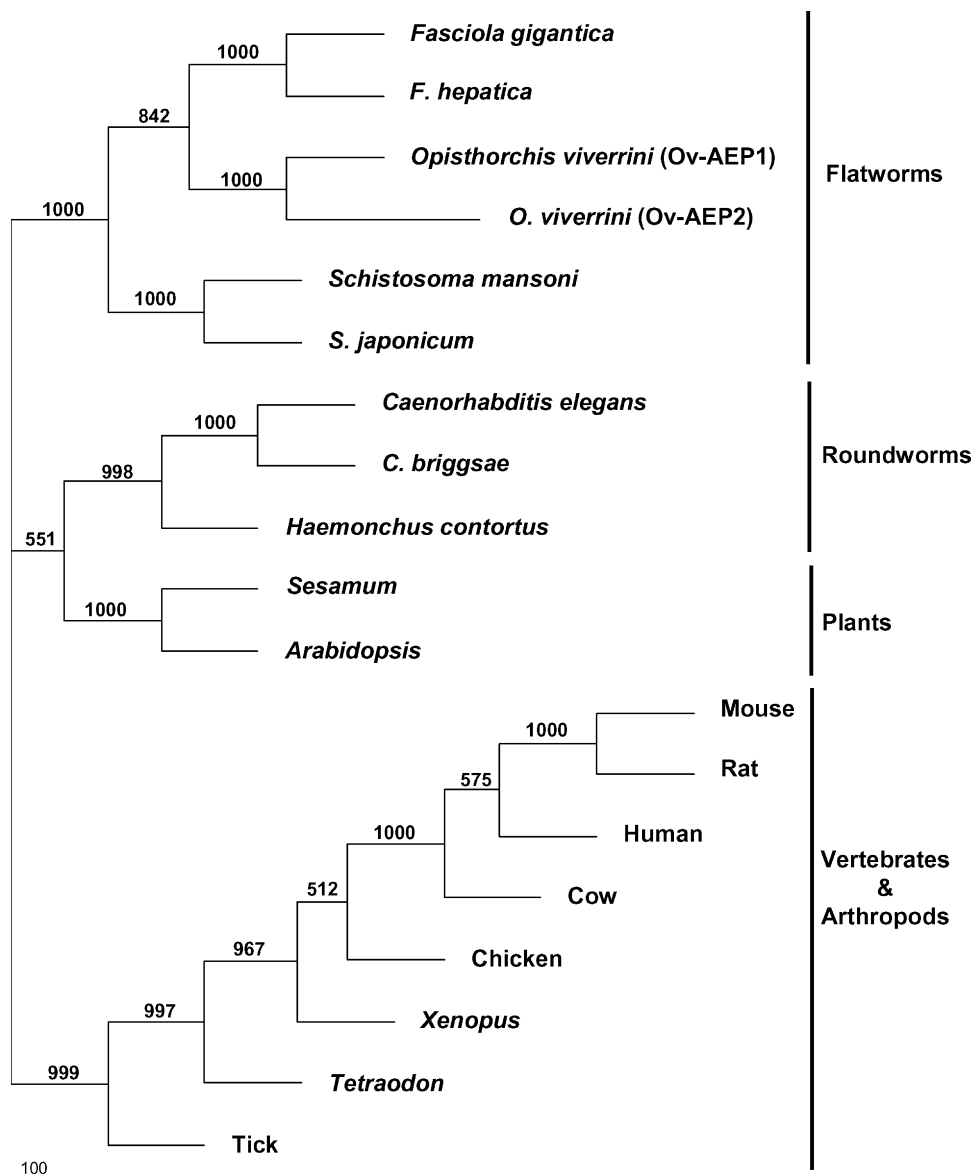 1000
Fasciola gigantica
F. hepatica
842
1000
Opisthorchis viverrini (Ov-AEP1)
O. viverrini (Ov-AEP2)
Flatworms
1000
1000
Schistosoma mansoni
S. japonicum
1000
Caenorhabditis elegans
C. briggsae
Roundworms
998
Haemonchus contortus
551
1000
Sesamum
Arabidopsis
Plants
1000
Mouse
Rat
575
Human
1000
Cow
Vertebrates
&
Arthropods
512
Chicken
967
Xenopus
997
Tetraodon
999
Tick
100